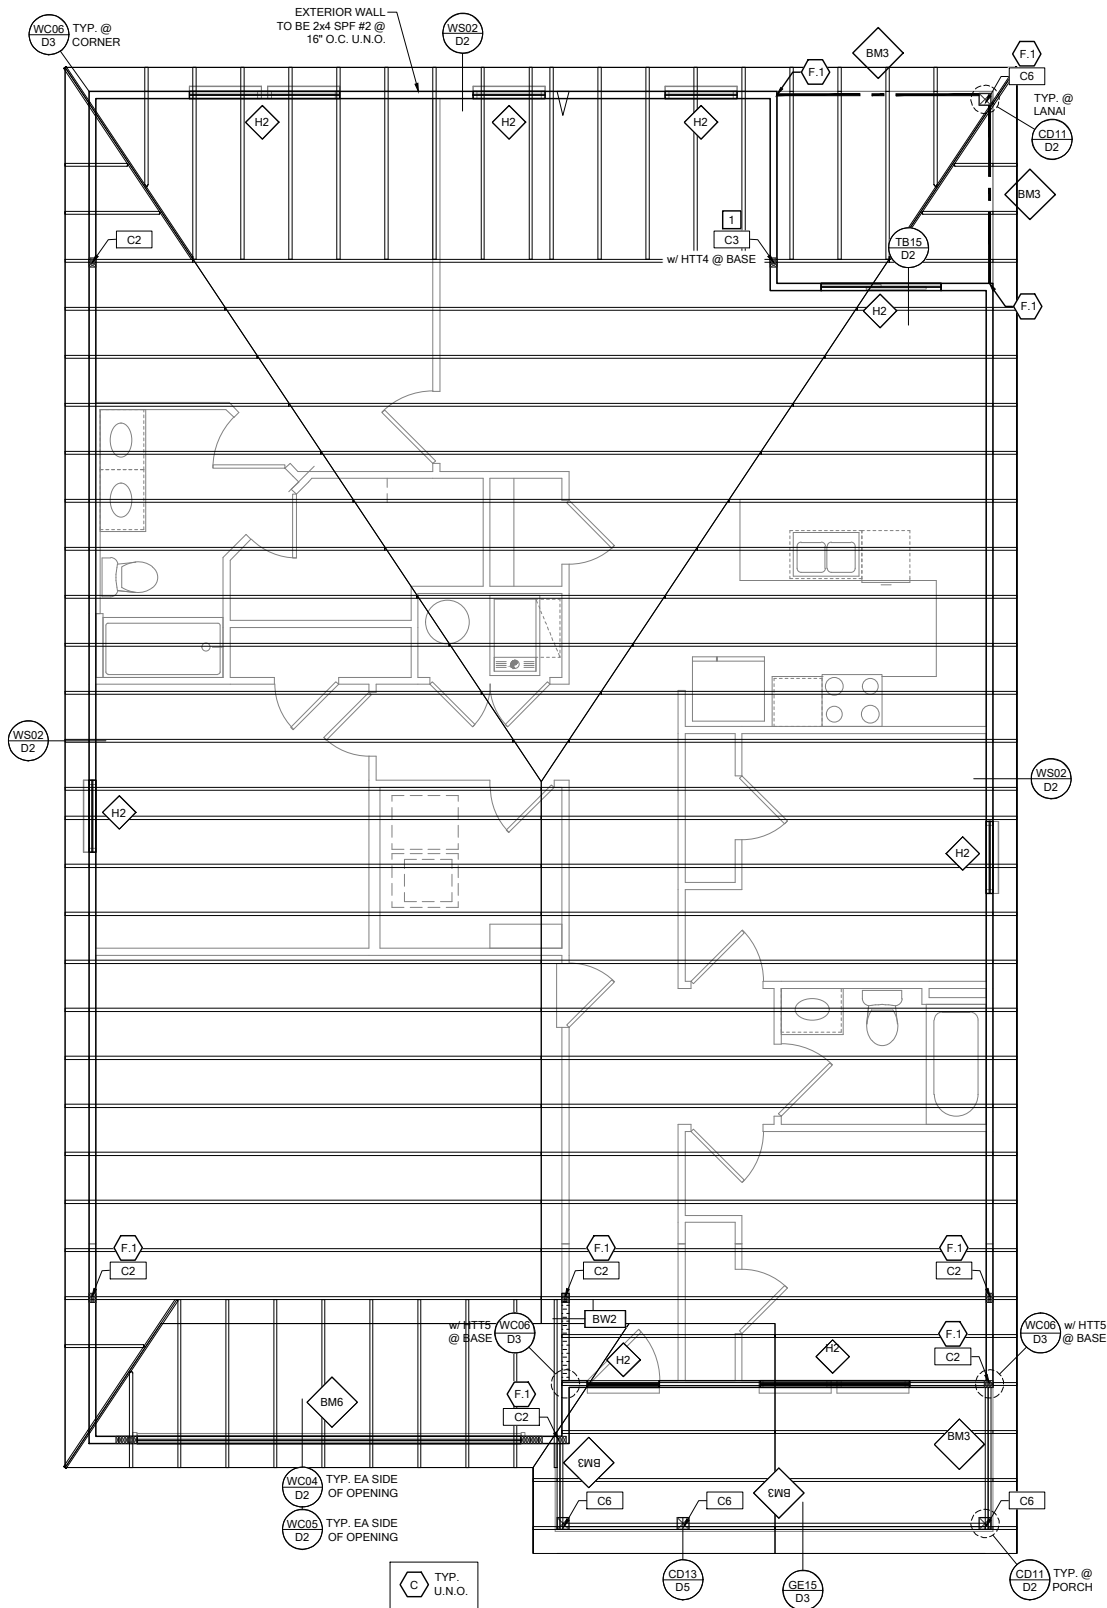 EXTERIOR WALL
TO BE 2x4 SPF #2 @
16" O.C. U.N.O.
WC06
D3
TYP. @
CORNER
WS02
D2
BM3
F.1
F.1
C6
TYP. @
LANAI
CD11
D2
H2
H2
H2
BM3
1
C2
C3
w/ HTT4 @ BASE
TB15
D2
H2
F.1
WS02
D2
WS02
D2
H2
H2
F.1
C2
F.1
C2
F.1
C2
BW2
w/ HTT5
@ BASE
WC06
D3
WC06
D3
w/ HTT5
@ BASE
F.1
C2
H2
H2
F.1
C2
BM6
BM3
BM3
BM3
WC04
D2
TYP. EA SIDE
OF OPENING
C6
C6
C6
WC05
D2
TYP. EA SIDE
OF OPENING
C
TYP.
U.N.O.
CD13
D5
GE15
D3
CD11
D2
TYP. @
PORCH